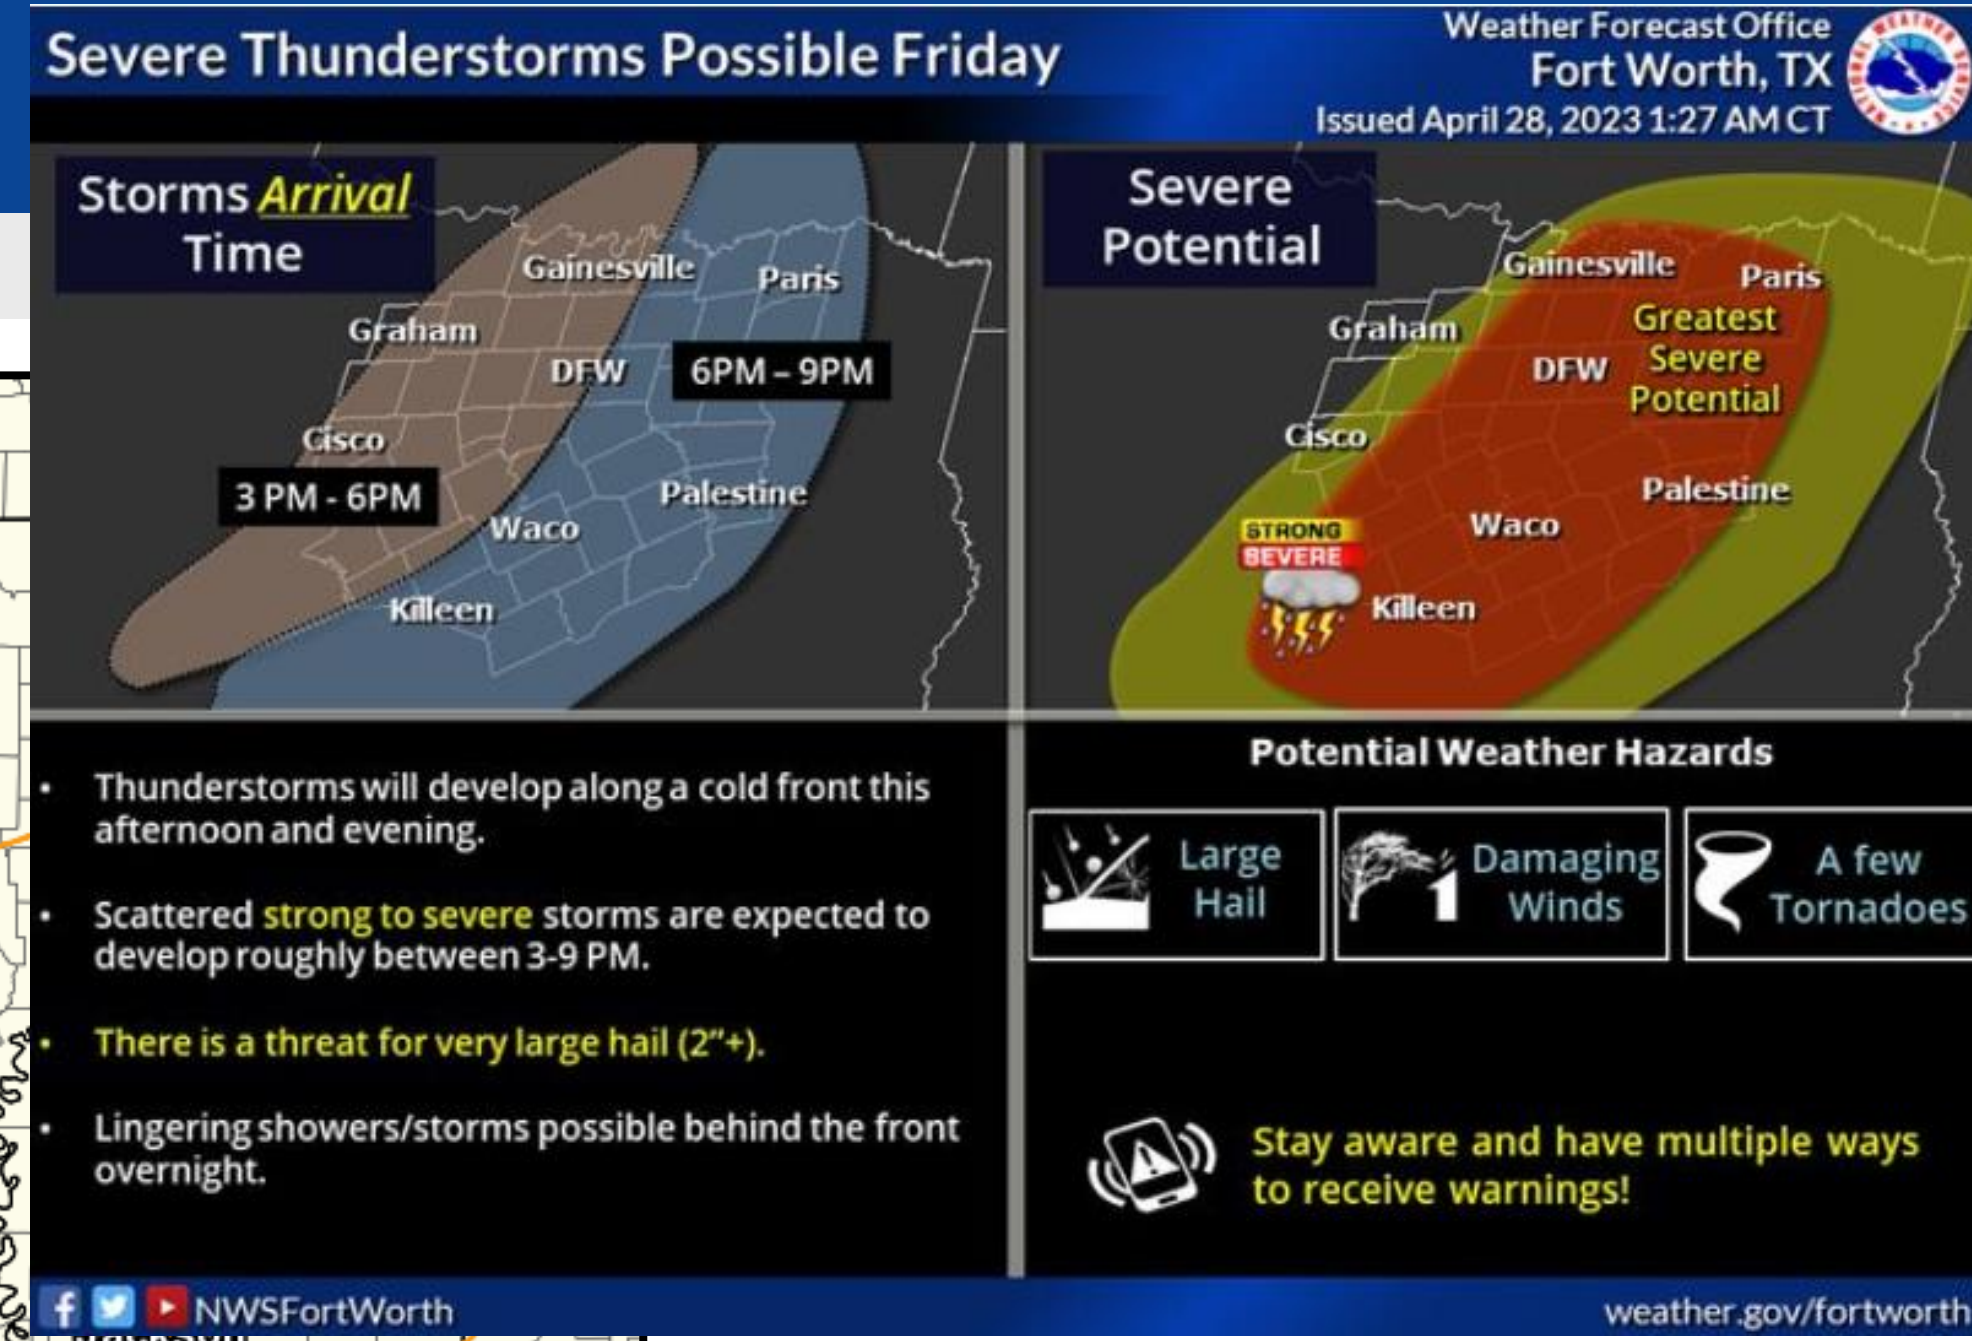 Severe Thunderstorms Possible Friday
Weather Forecast Office
Fort Worth, TX
Issued April 28, 2023 1:27 AM CT
NATIONAL WEATHER SERVICE
Storms Arrival
Time
Gainesville
Paris
Graham
DFW
6PM – 9PM
Cisco
3 PM - 6PM
Palestine
Waco
Killeen
Severe
Potential
Gainesville
Paris
Greatest
Severe
Potential
Graham
DFW
Cisco
Palestine
Waco
STRONG
SEVERE
Killeen
• Thunderstorms will develop along a cold front this
afternoon and evening.
• Scattered strong to severe storms are expected to
develop roughly between 3-9 PM.
• There is a threat for very large hail (2”+).
• Lingering showers/storms possible behind the front
overnight.
Potential Weather Hazards
Large
Hail
Damaging
Winds
A few
Tornadoes
Stay aware and have multiple ways
to receive warnings!
NWSFortWorth
weather.gov/fortworth